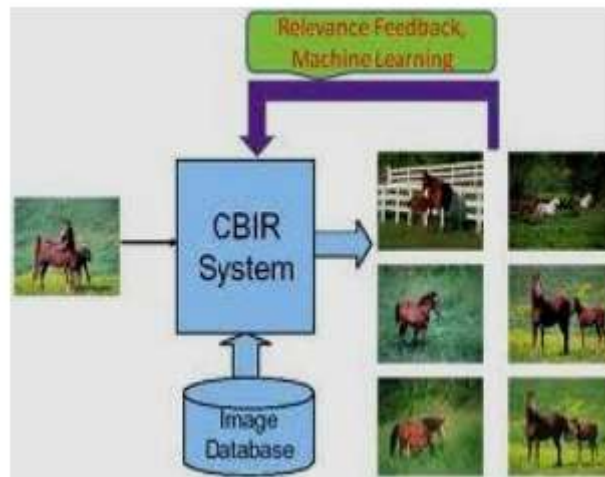 Relevance Feedback,
Machine Learning
CBIR
System
Image
Database